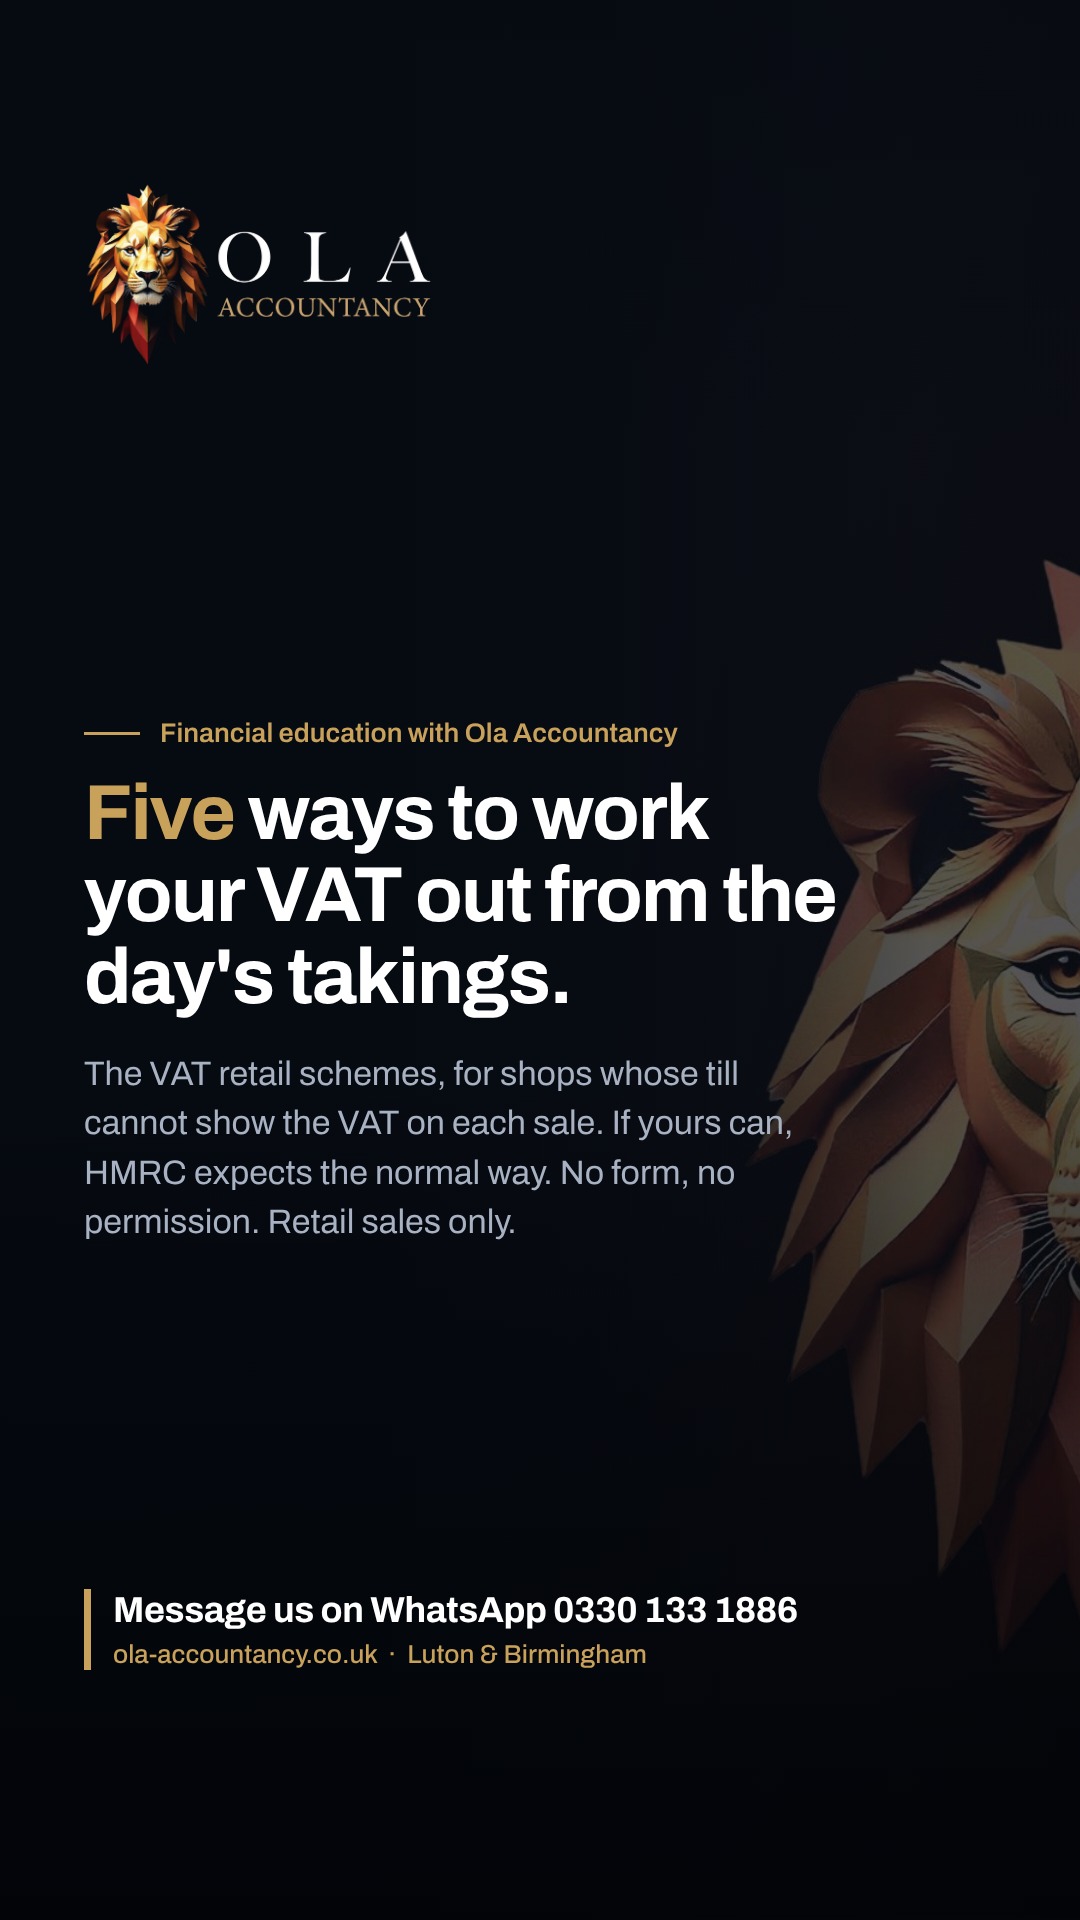 OLA
ACCOUNTANCY
Financial education with Ola Accountancy
Five ways to work
your VAT out from the
day's takings.
The VAT retail schemes, for shops whose till
cannot show the VAT on each sale. If yours can,
HMRC expects the normal way. No form, no
permission. Retail sales only.
Message us on WhatsApp 0330 133 1886
ola-accountancy.co.uk · Luton & Birmingham